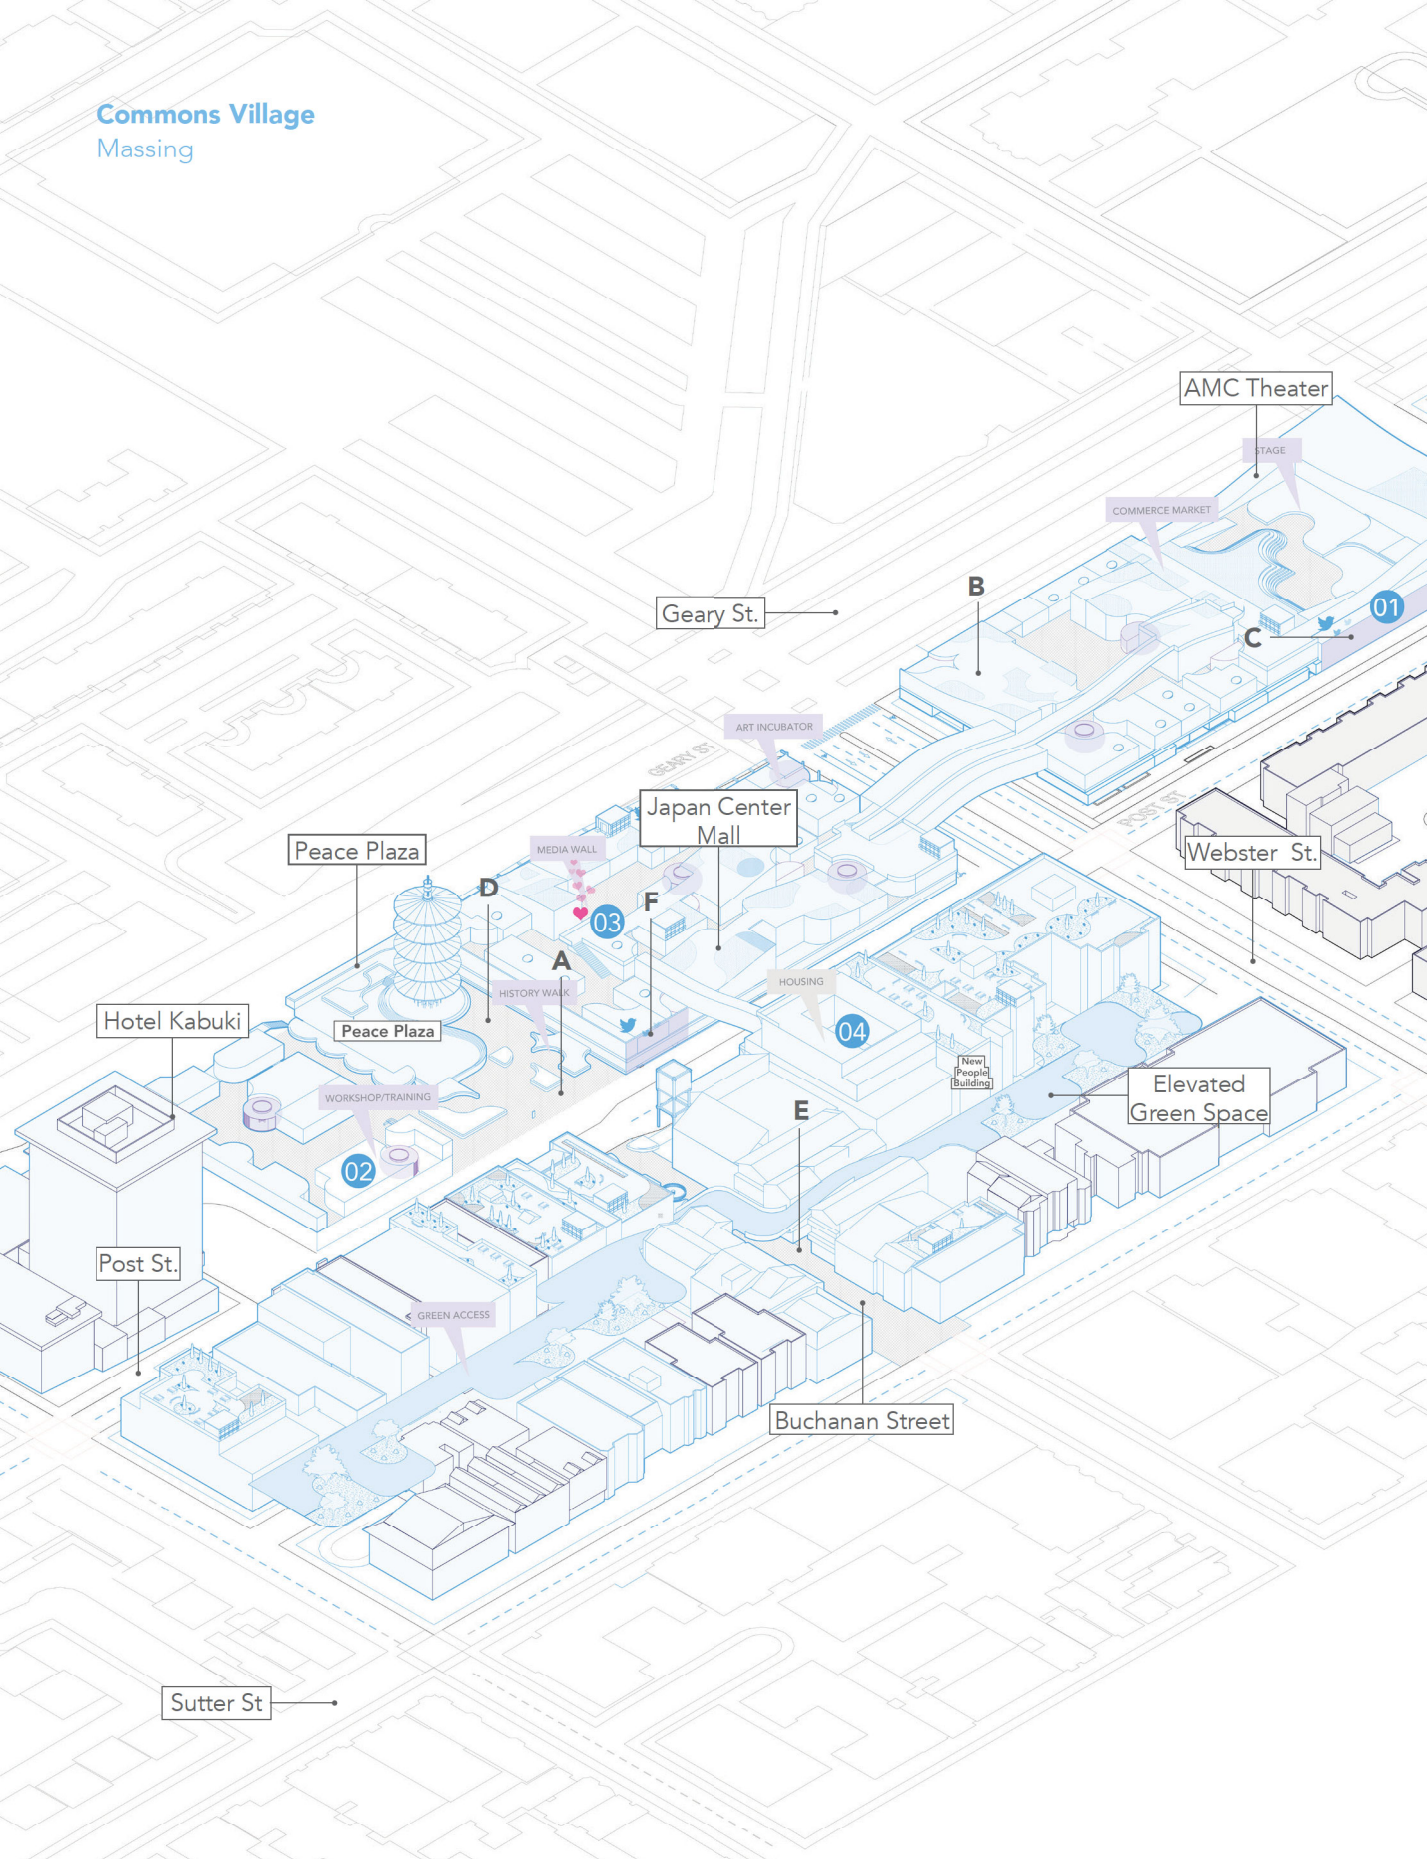 Commons Village
Massing
AMC Theater
STAGE
COMMERCE MARKET
B
Geary St.
01
C
ART INCUBATOR
GEARY ST
Japan Center
Mall
POST ST
Peace Plaza
MEDIA WALL
Webster St.
D
F
03
A
HOUSING
HISTORY WALK
Hotel Kabuki
Peace Plaza
04
New
People
Building
Elevated
Green Space
WORKSHOP/TRAINING
E
02
Post St.
< GREEN ACCESS
Buchanan Street
Sutter St